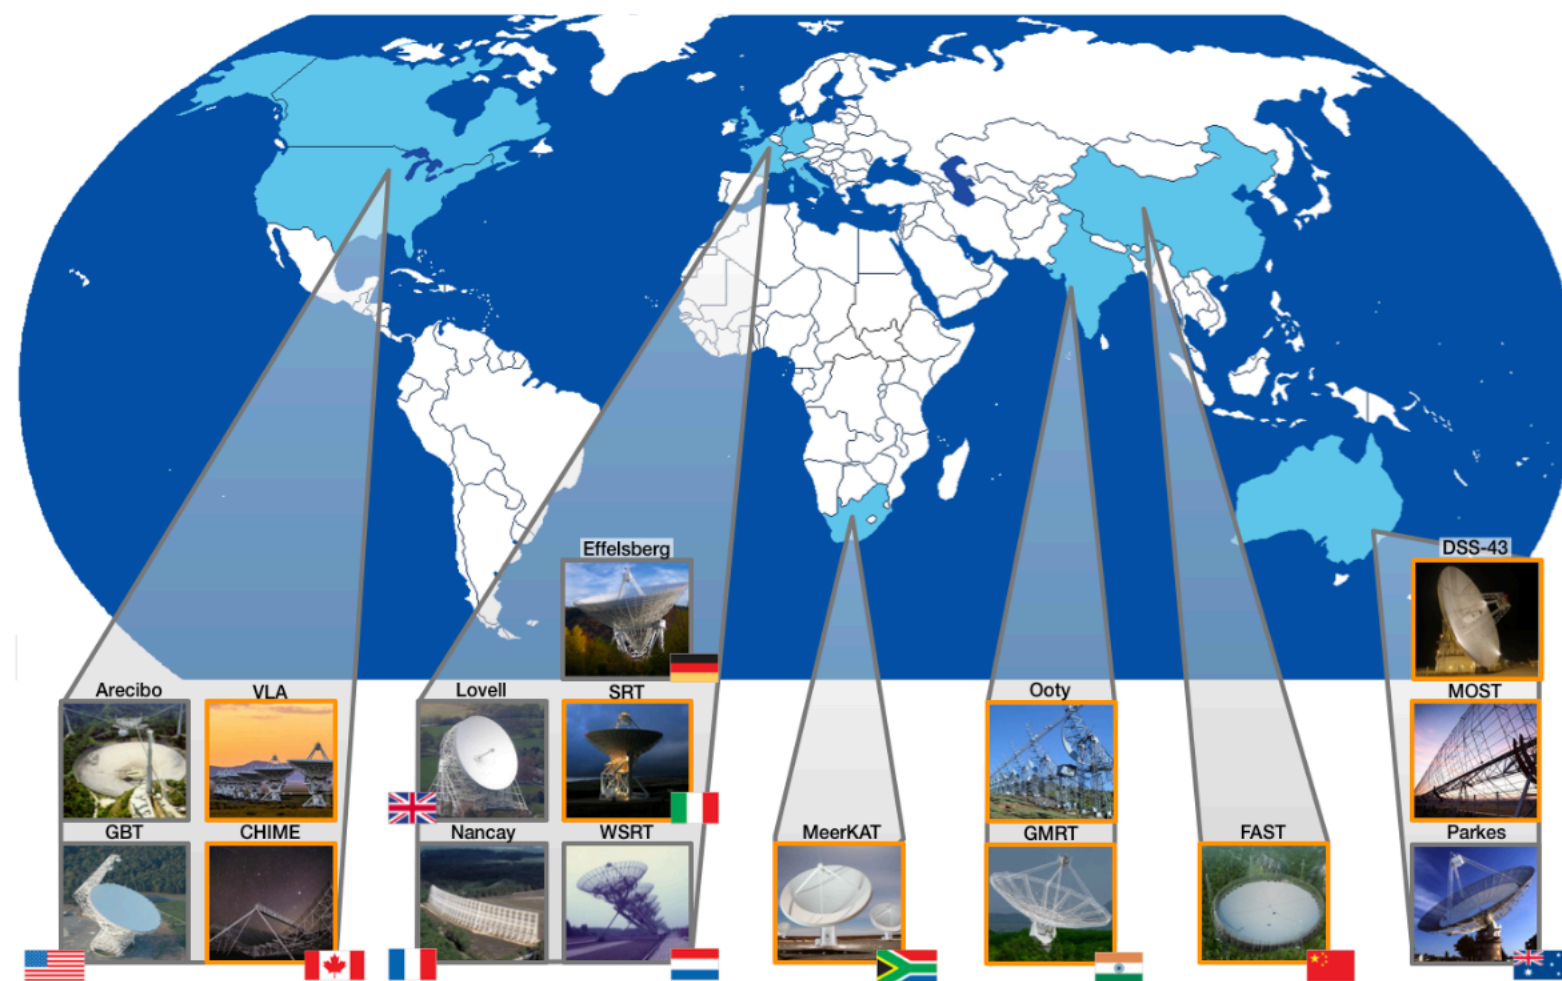 Effelsberg
DSS-43
Arecibo
VLA
Lovell
SRT
Ooty
MOST
GBT
CHIME
Nancay
WSRT
MeerKAT
GMRT
FAST
Parkes